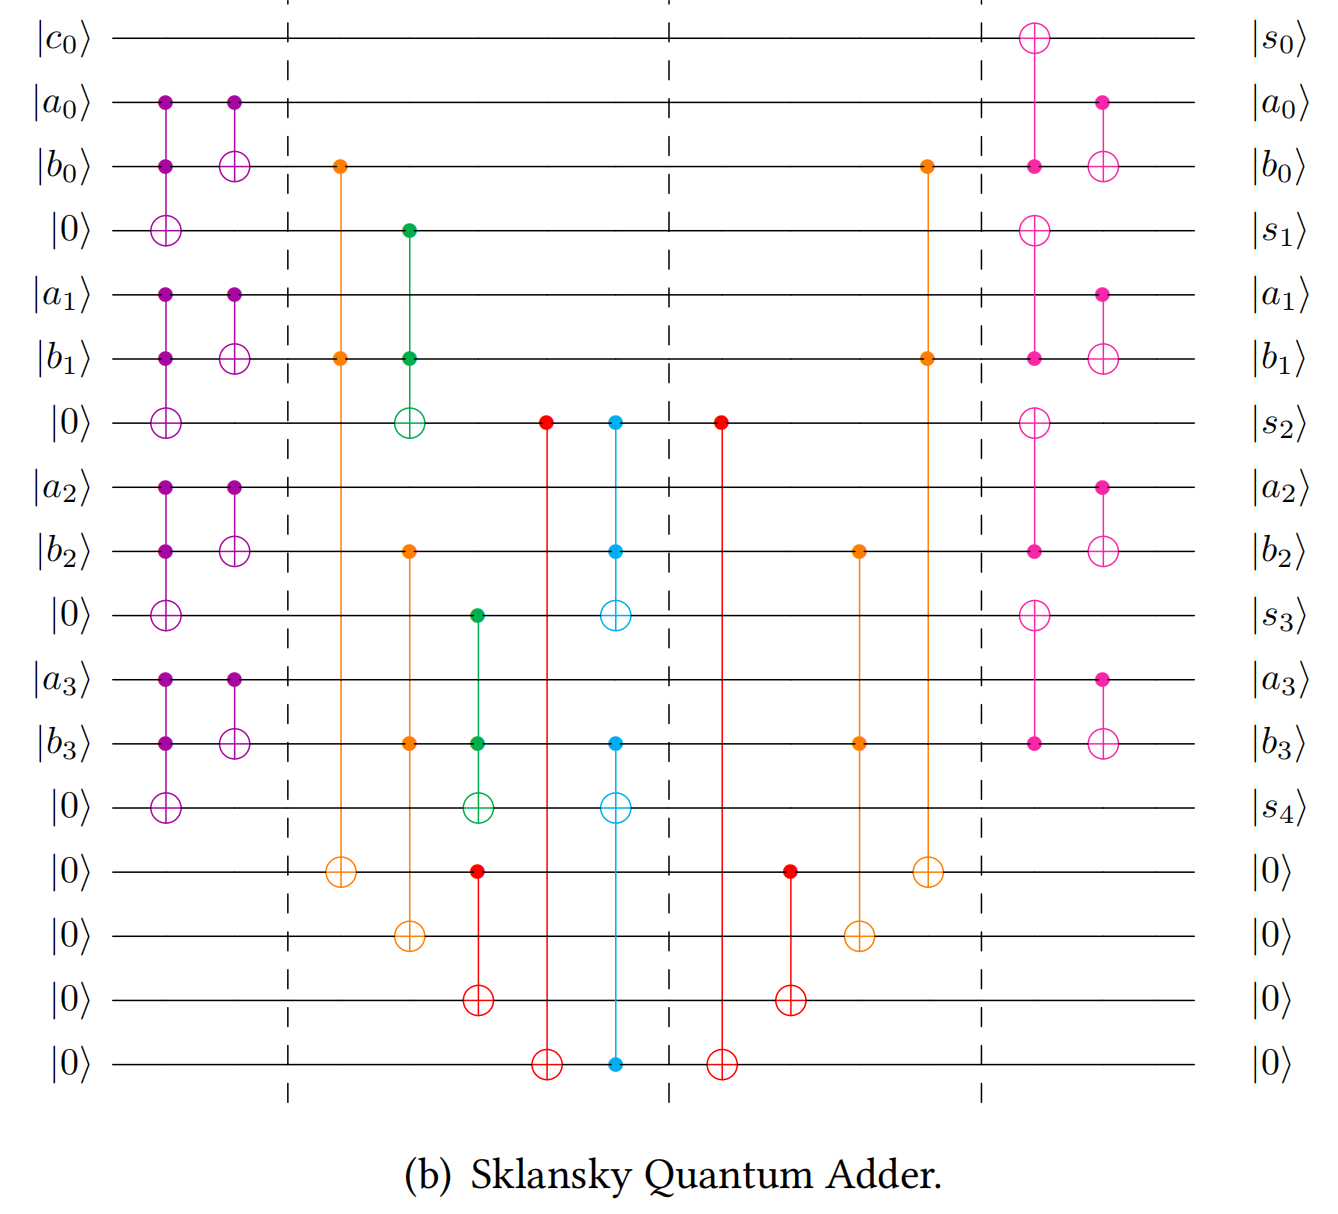 |c₀⟩ |s₀⟩
|a₀⟩ |a₀⟩
|b₀⟩ |b₀⟩
|0⟩ |s₁⟩
|a₁⟩ |a₁⟩
|b₁⟩ |b₁⟩
|0⟩ |s₂⟩
|a₂⟩ |a₂⟩
|b₂⟩ |b₂⟩
|0⟩ |s₃⟩
|a₃⟩ |a₃⟩
|b₃⟩ |b₃⟩
|0⟩ |s₄⟩
|0⟩ |0⟩
|0⟩ |0⟩
|0⟩ |0⟩
|0⟩ |0⟩
(b) Sklansky Quantum Adder.